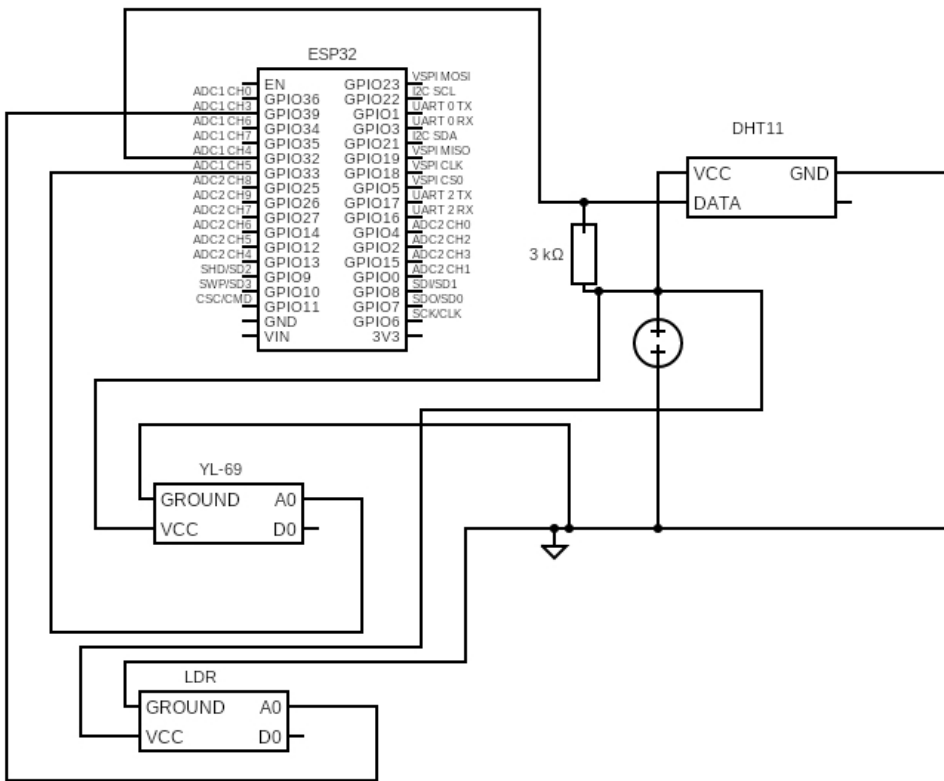 ESP32
EN GPIO23 VSPI MOSI
ADC1 CH0 GPIO36 GPIO22 I2C SCL
ADC1 CH3 GPIO39 GPIO1 UART 0 TX
ADC1 CH6 GPIO34 GPIO3 UART 0 RX
ADC1 CH7 GPIO35 GPIO21 I2C SDA
ADC1 CH4 GPIO32 GPIO19 VSPI MISO
ADC1 CH5 GPIO33 GPIO18 VSPI CLK
ADC2 CH8 GPIO25 GPIO5 VSPI CS0
ADC2 CH9 GPIO26 GPIO17 UART 2 TX
ADC2 CH7 GPIO27 GPIO16 UART 2 RX
ADC2 CH6 GPIO14 GPIO4 ADC2 CH0
ADC2 CH5 GPIO12 GPIO2 ADC2 CH2
ADC2 CH4 GPIO13 GPIO15 ADC2 CH3
SHD/SD2 GPIO9 GPIO0 ADC2 CH1
SWP/SD3 GPIO10 GPIO8 SDI/SD1
CSC/CMD GPIO11 GPIO7 SDO/SD0
GND GPIO6 SCK/CLK
VIN 3V3
DHT11
VCC GND
DATA
3 kΩ
YL-69
GROUND A0
VCC D0
LDR
GROUND A0
VCC D0